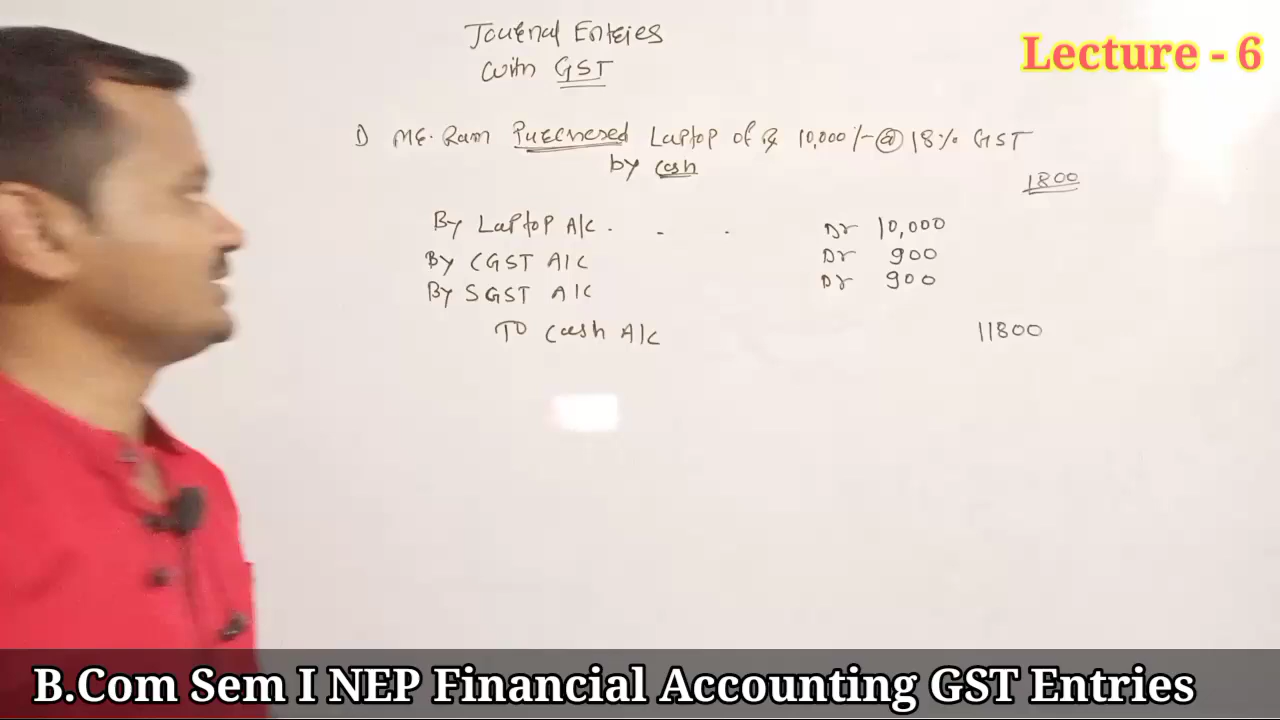 Journal Entries
with GST
Lecture - 6
1) Mr. Ram Purchased Laptop of Rs 10,000/- @ 18% GST
by cash
1800
By Laptop A/c . - . Dr 10,000
By CGST A/C Dr 900
By SGST A/C Dr 900
To Cash A/c 11800
B.Com Sem I NEP Financial Accounting GST Entries